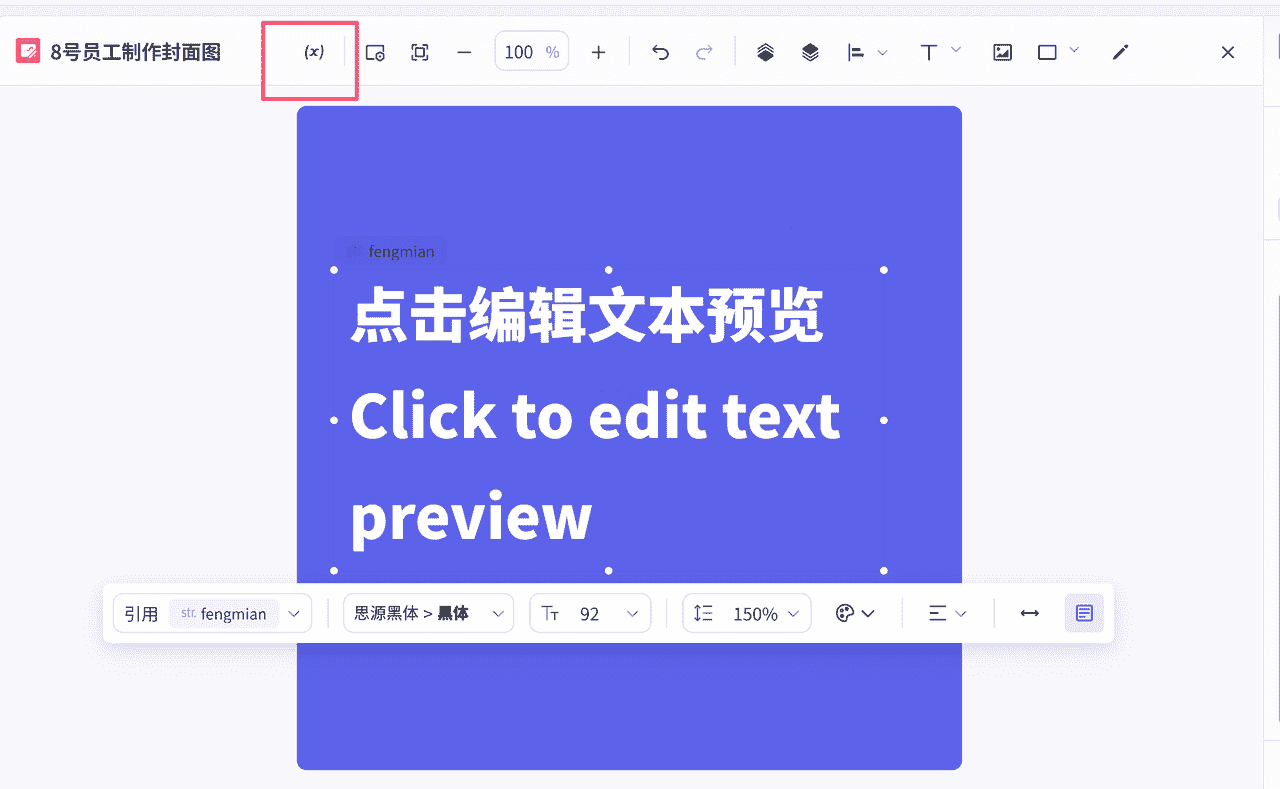 8号员工制作封面图
(x)
100 %
str. fengmian
点击编辑文本预览
Click to edit text
preview
引用 str. fengmian 思源黑体 > 黑体 92 150%